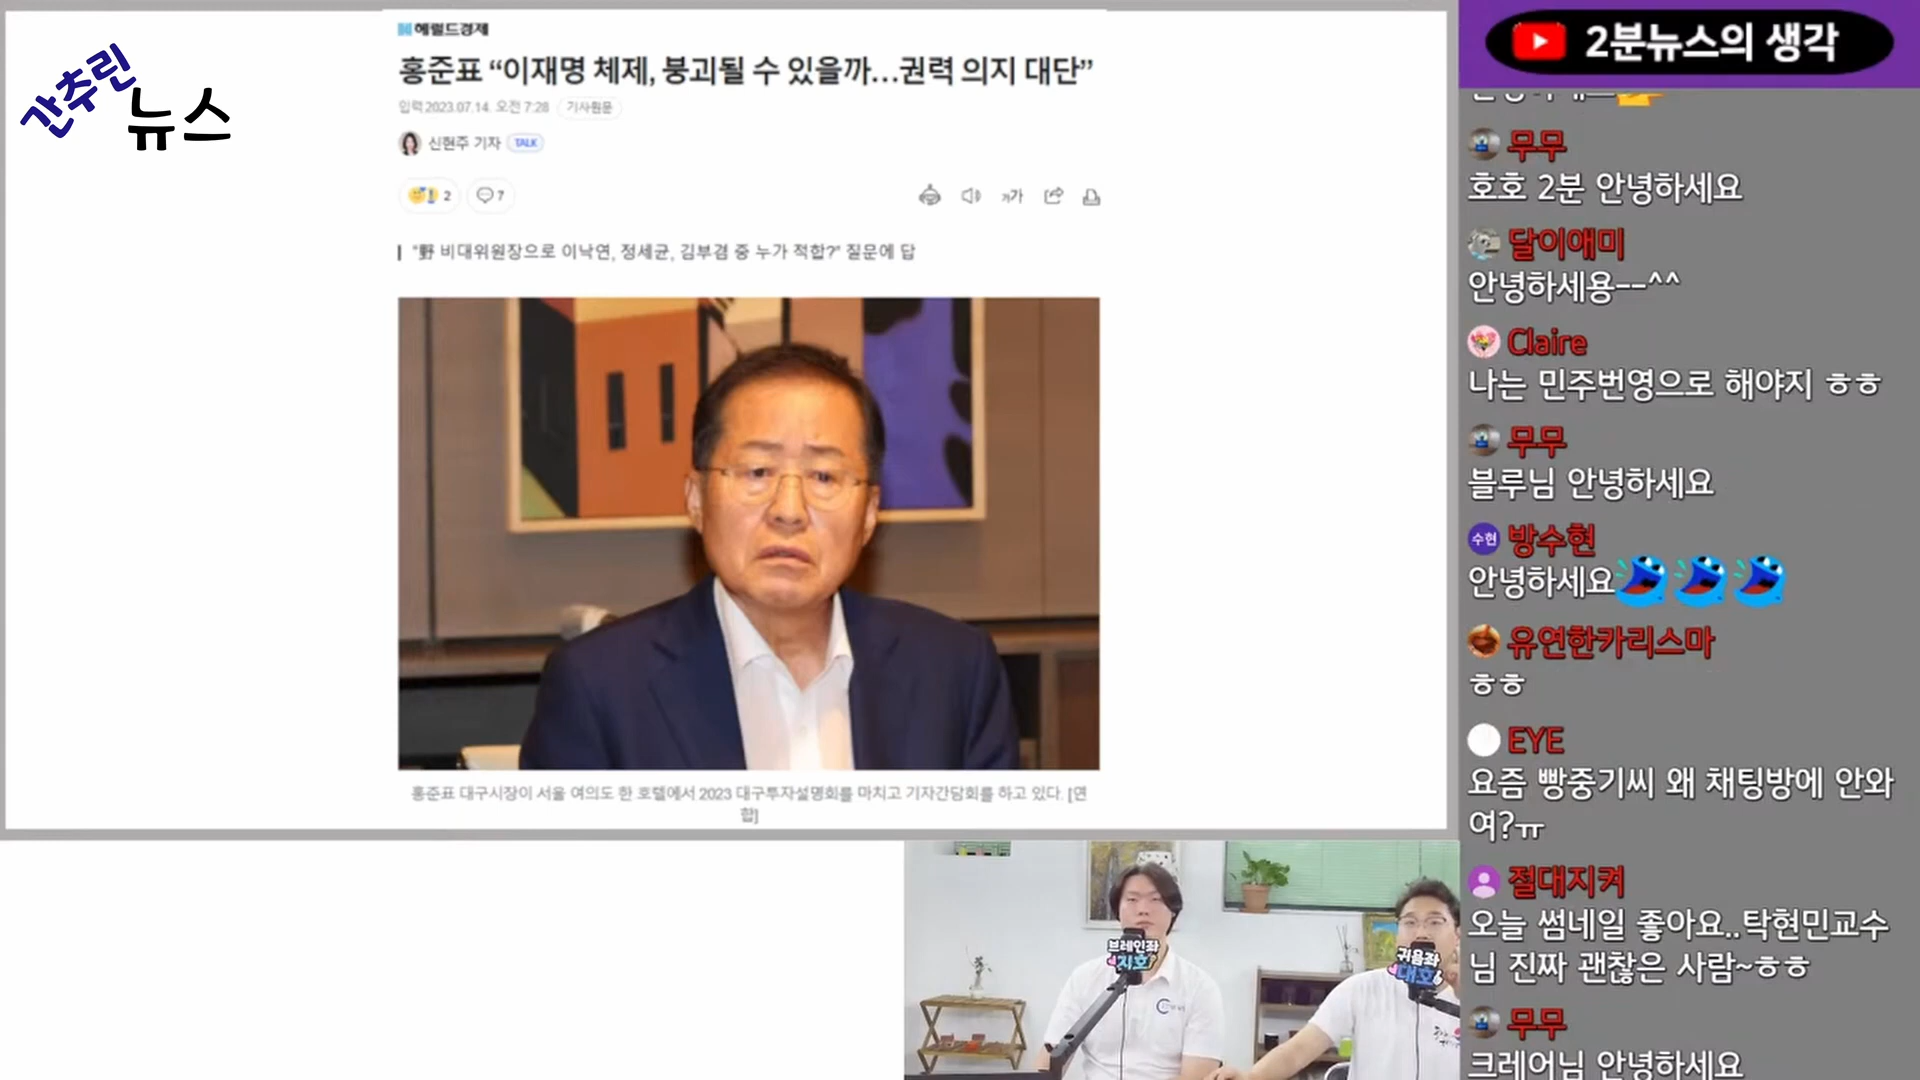 간추린
뉴스
헤럴드경제
홍준표 “이재명 체제, 붕괴될 수 있을까…권력 의지 대단”
입력 2023.07.14. 오전 7:28 기사원문
신현주 기자 TALK
2
7
가가
“野 비대위원장으로 이낙연, 정세균, 김부겸 중 누가 적합?” 질문에 답
홍준표 대구시장이 서울 여의도 한 호텔에서 2023 대구투자설명회를 마치고 기자간담회를 하고 있다. [연
합]
브레인좌
지호
귀음좌
대호
2분뉴스의 생각
무무
호호 2분 안녕하세요
달이애미
안녕하세용--^^
Claire
나는 민주번영으로 해야지 ㅎㅎ
무무
블루님 안녕하세요
수현 방수현
안녕하세요
유연한카리스마
ㅎㅎ
EYE
요즘 빵중기씨 왜 채팅방에 안와
여?ㅠ
절대지켜
오늘 썸네일 좋아요..탁현민교수
님 진짜 괜찮은 사람~ㅎㅎ
무무
크레어님 안녕하세요